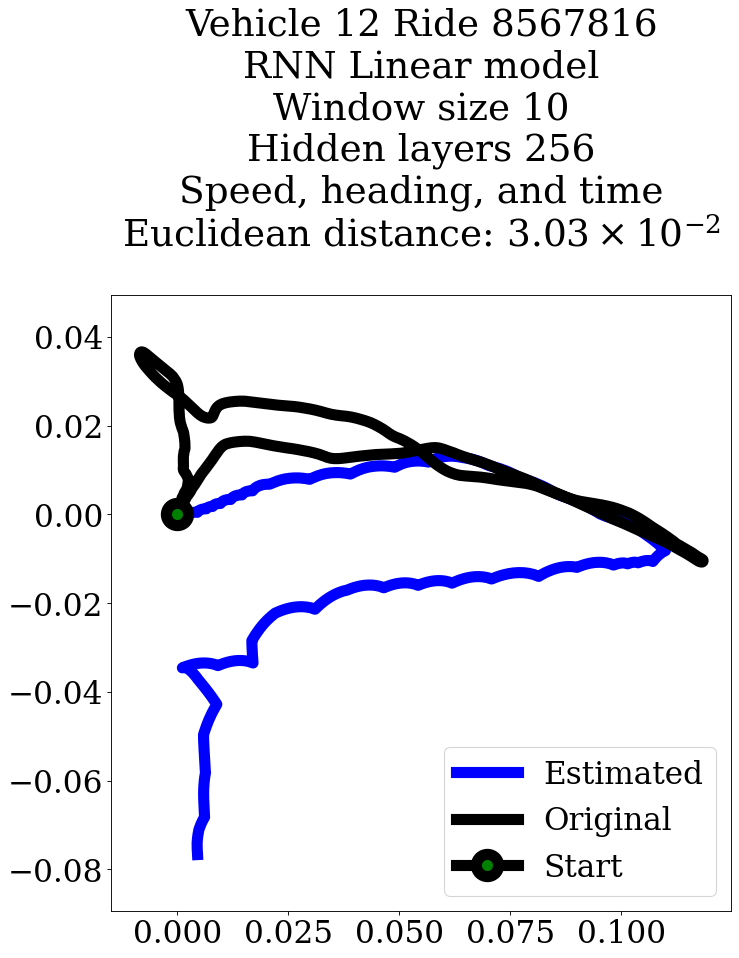 Vehicle 12 Ride 8567816
RNN Linear model
Window size 10
Hidden layers 256
Speed, heading, and time
Euclidean distance: 3.03 × 10⁻²
0.04
0.02
0.00
−0.02
−0.04
−0.06
−0.08
0.000 0.025 0.050 0.075 0.100
Estimated
Original
Start